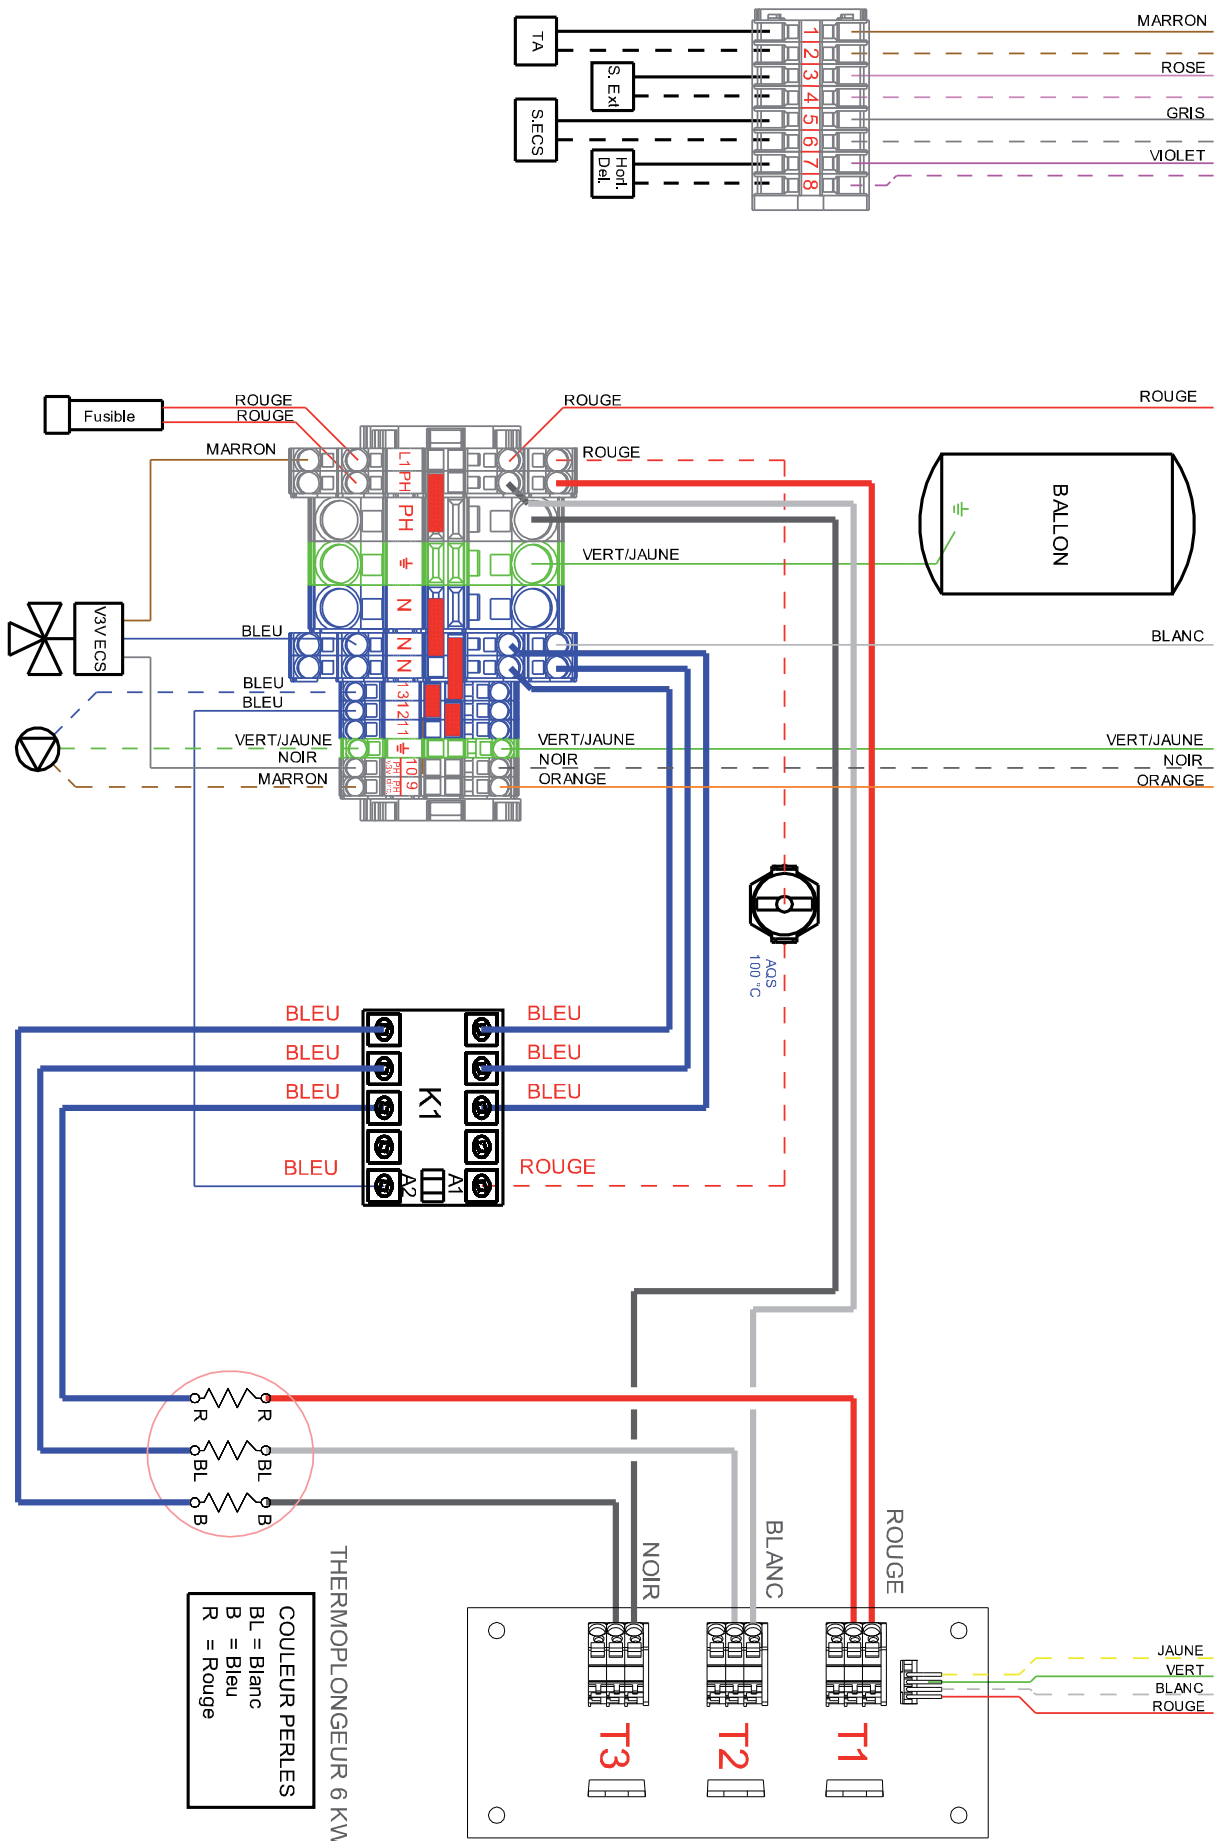 MARRON
TA
1
2
ROSE
S. Ext
3
4
GRIS
S.ECS
5
6
VIOLET
Horl.
Del.
7
8
ROUGE
ROUGE
ROUGE
ROUGE
Fusible
MARRON
ROUGE
L1 PH
PH
BALLON
VERT/JAUNE
N
BLEU
N
N
BLANC
V3V ECS
BLEU
BLEU
13 12 11
VERT/JAUNE
VERT/JAUNE
VERT/JAUNE
NOIR
NOIR
NOIR
MARRON
10 9
ORANGE
ORANGE
AQS
100 °C
BLEU
BLEU
BLEU
BLEU
BLEU
BLEU
K1
BLEU
ROUGE
A2
A1
R
R
BL
BL
B
B
THERMOPLONGEUR 6 KW
NOIR
BLANC
ROUGE
COULEUR PERLES
BL = Blanc
B = Bleu
R = Rouge
JAUNE
VERT
BLANC
ROUGE
T3
T2
T1